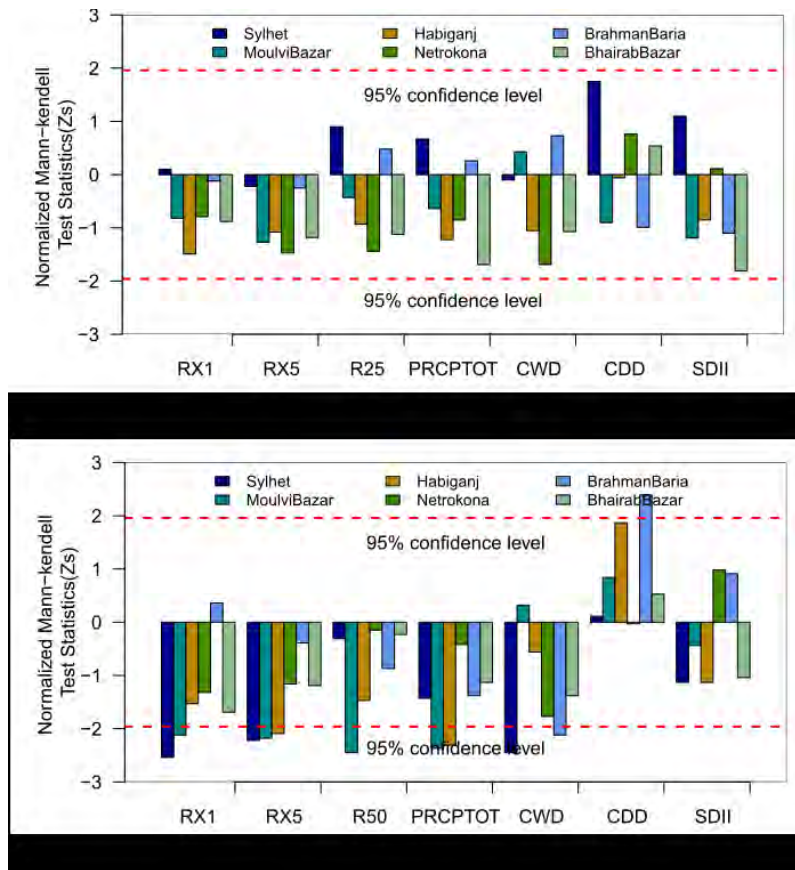 3
2
1
0
−1
−2
−3
Normalized Mann−kendell
Test Statistics(Zs)
Sylhet Habiganj BrahmanBaria
MoulviBazar Netrokona BhairabBazar
95% confidence level
95% confidence level
RX1 RX5 R25 PRCPTOT CWD CDD SDII
3
2
1
0
−1
−2
−3
Normalized Mann−kendell
Test Statistics(Zs)
Sylhet Habiganj BrahmanBaria
MoulviBazar Netrokona BhairabBazar
95% confidence level
95% confidence level
RX1 RX5 R50 PRCPTOT CWD CDD SDII